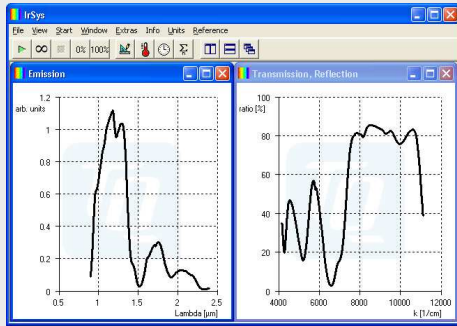 IrSys
File View Start Window Extras Info Units Reference
0% 100%
Emission
arb. units
1.2
1
0.8
0.6
0.4
0.2
0
0.5 1 1.5 2 2.5
Lambda [µm]
Transmission, Reflection
ratio [%]
100
80
60
40
20
0
4000 6000 8000 10000 12000
k [1/cm]